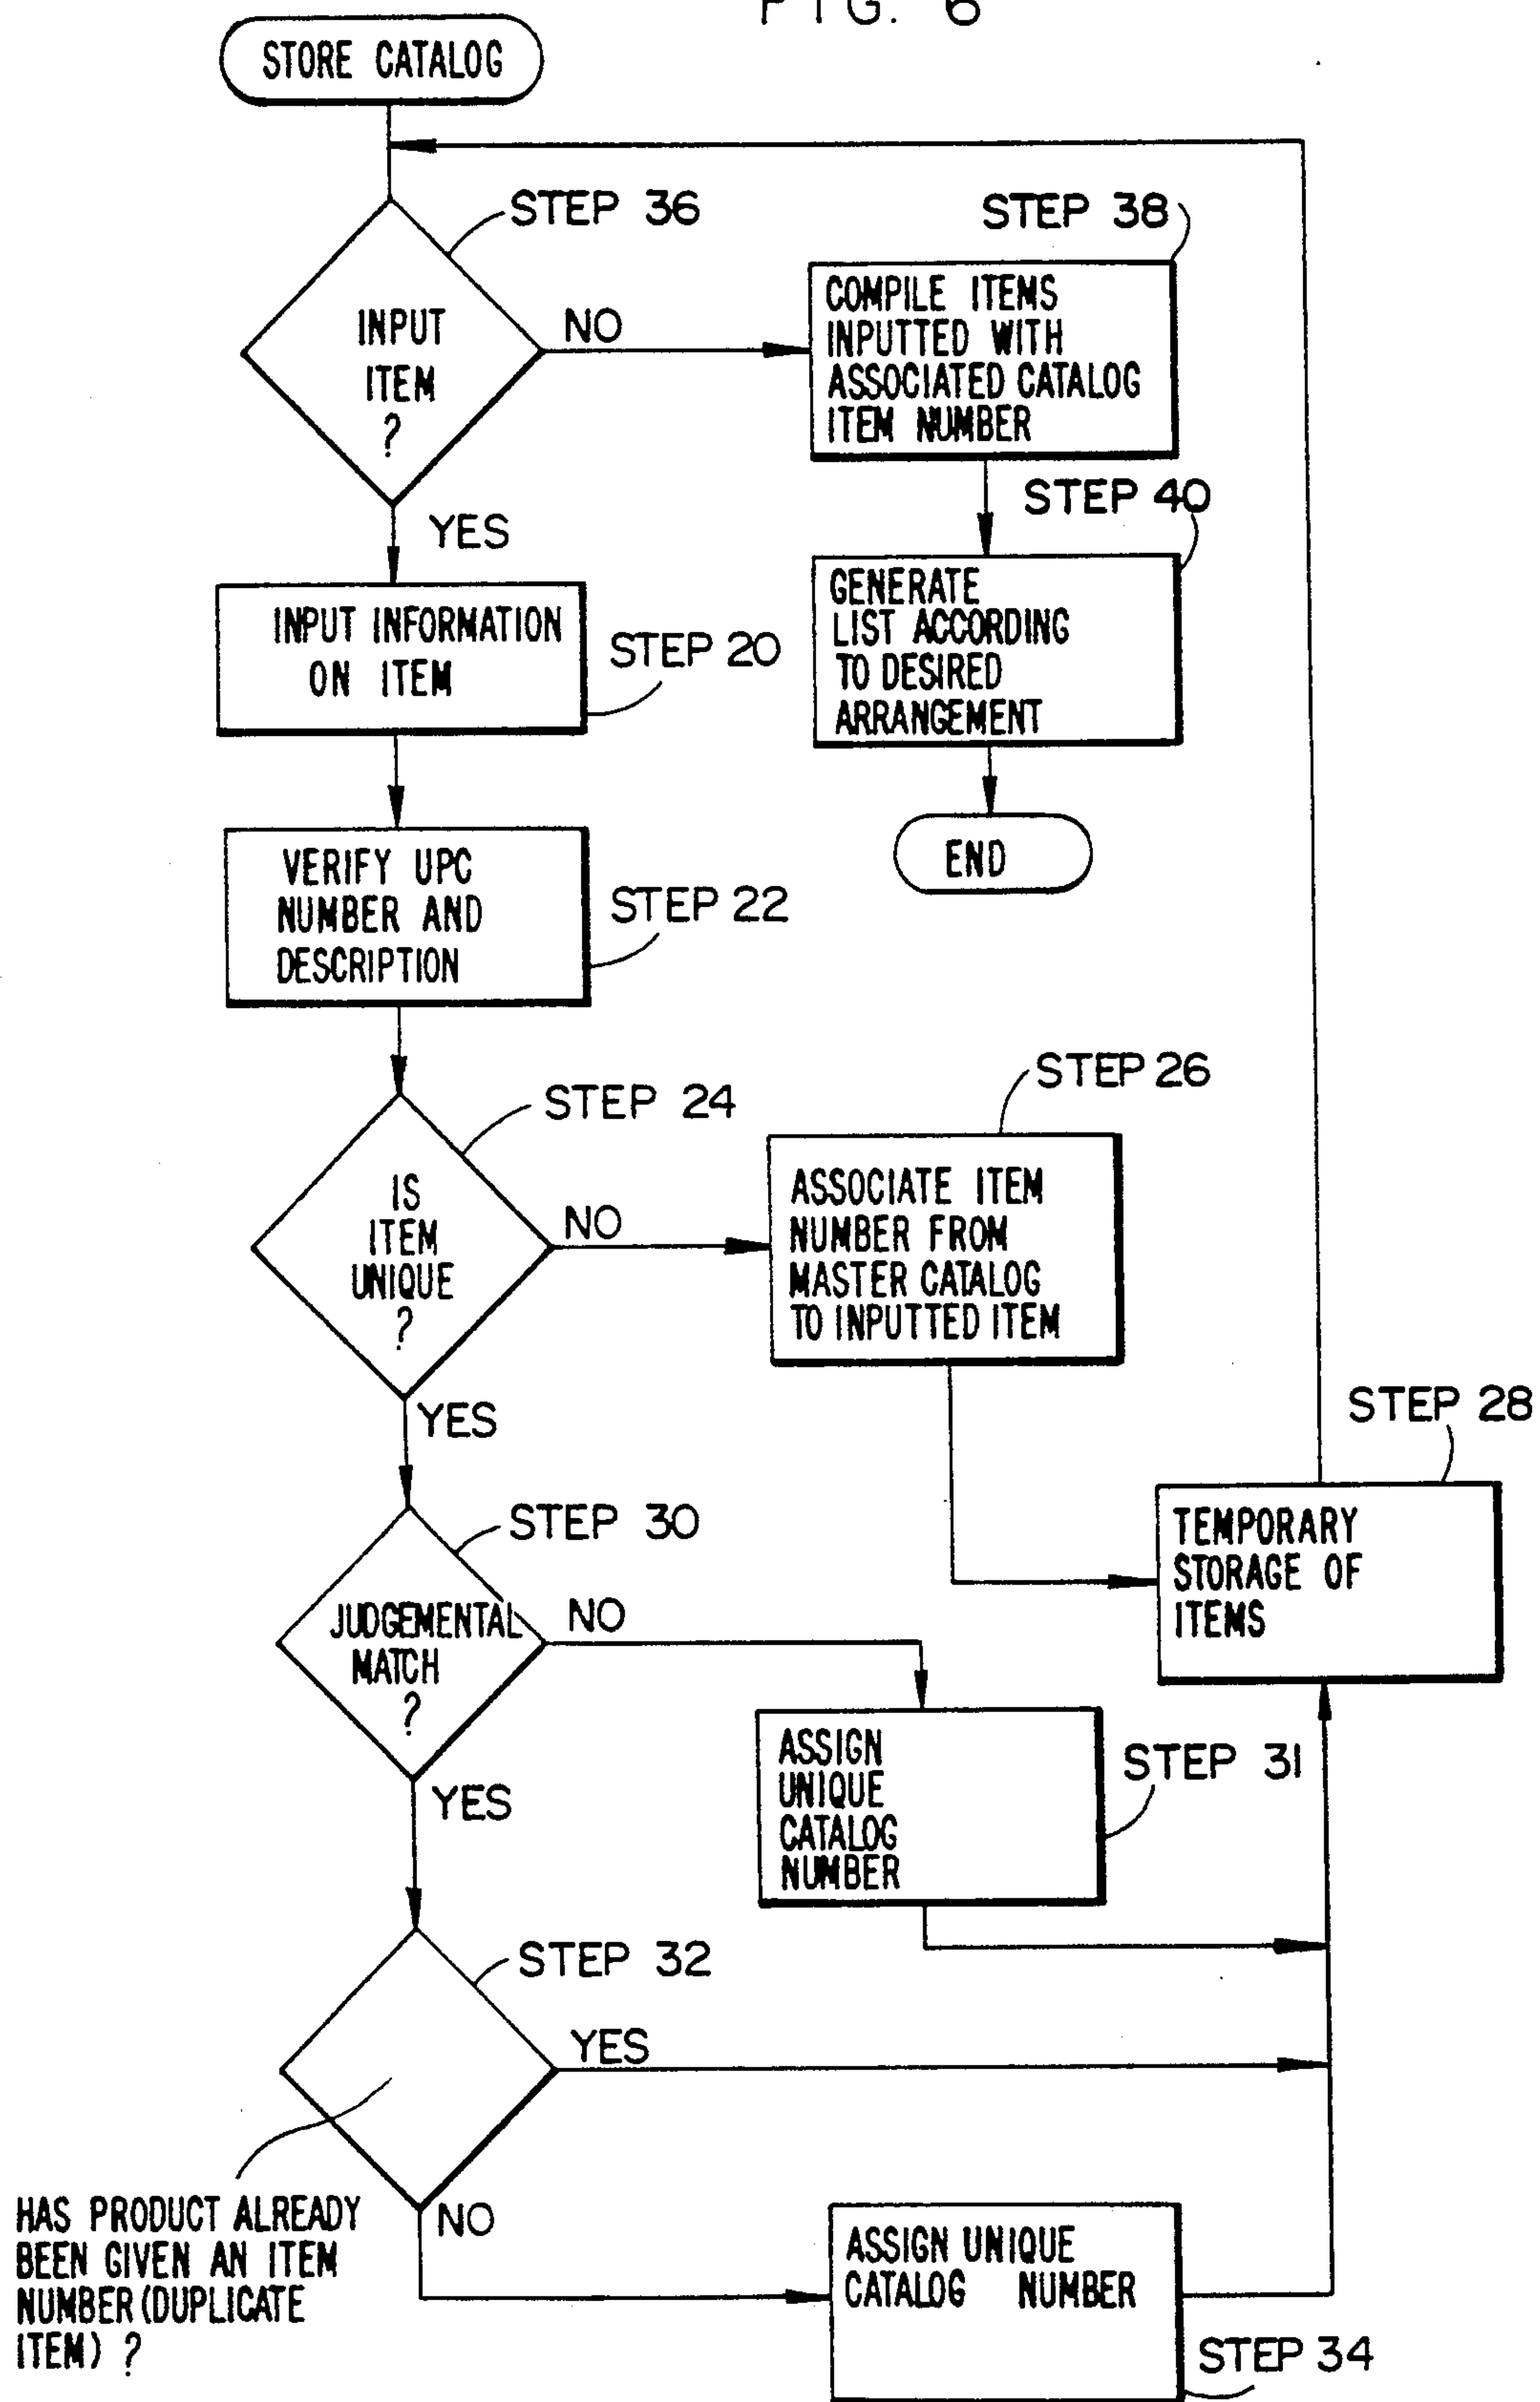 FIG. 6
STORE CATALOG
STEP 36
INPUT
ITEM
?
NO
YES
STEP 38
COMPILE ITEMS
INPUTTED WITH
ASSOCIATED CATALOG
ITEM NUMBER
STEP 40
GENERATE
LIST ACCORDING
TO DESIRED
ARRANGEMENT
END
INPUT INFORMATION
ON ITEM
STEP 20
VERIFY UPC
NUMBER AND
DESCRIPTION
STEP 22
STEP 24
IS
ITEM
UNIQUE
?
NO
YES
STEP 26
ASSOCIATE ITEM
NUMBER FROM
MASTER CATALOG
TO INPUTTED ITEM
STEP 28
TEMPORARY
STORAGE OF
ITEMS
STEP 30
JUDGEMENTAL
MATCH
?
NO
YES
ASSIGN
UNIQUE
CATALOG
NUMBER
STEP 31
STEP 32
YES
NO
HAS PRODUCT ALREADY
BEEN GIVEN AN ITEM
NUMBER (DUPLICATE
ITEM) ?
ASSIGN UNIQUE
CATALOG NUMBER
STEP 34